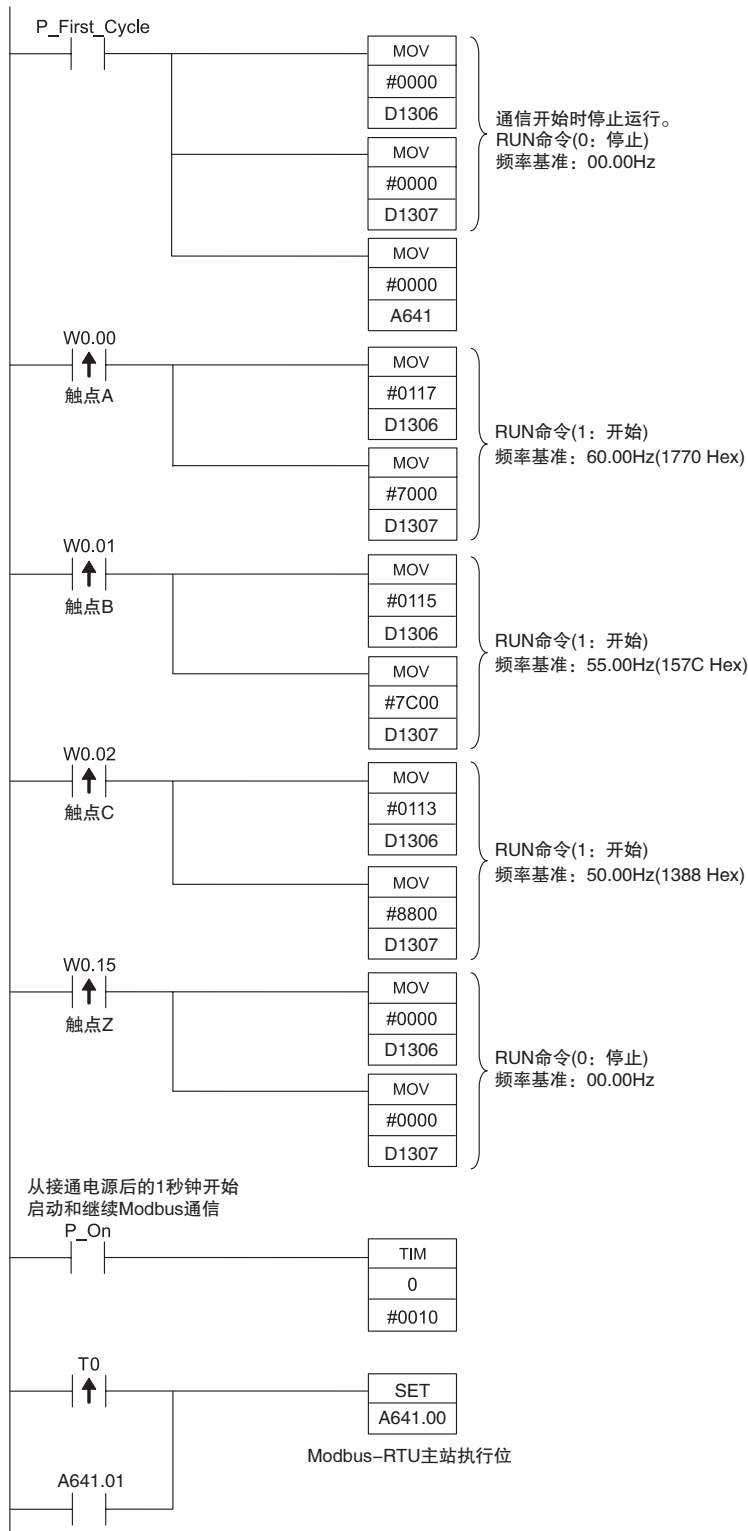 P_First_Cycle
MOV
#0000
D1306
MOV
#0000
D1307
通信开始时停止运行。
RUN命令(0：停止)
频率基准：00.00Hz
MOV
#0000
A641
W0.00
触点A
MOV
#0117
D1306
MOV
#7000
D1307
RUN命令(1：开始)
频率基准：60.00Hz(1770 Hex)
W0.01
触点B
MOV
#0115
D1306
MOV
#7C00
D1307
RUN命令(1：开始)
频率基准：55.00Hz(157C Hex)
W0.02
触点C
MOV
#0113
D1306
MOV
#8800
D1307
RUN命令(1：开始)
频率基准：50.00Hz(1388 Hex)
W0.15
触点Z
MOV
#0000
D1306
MOV
#0000
D1307
RUN命令(0：停止)
频率基准：00.00Hz
从接通电源后的1秒钟开始
启动和继续Modbus通信
P_On
TIM
0
#0010
T0
SET
A641.00
Modbus–RTU主站执行位
A641.01